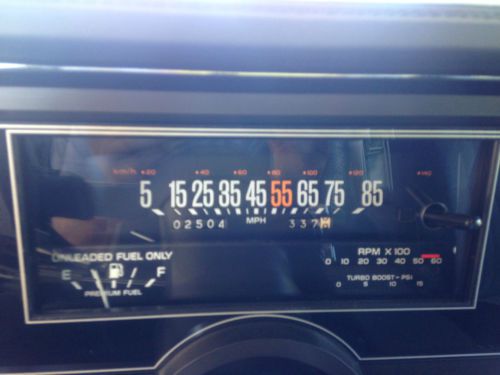 km/h 20 40 60 80 100 120 140
5 15 25 35 45 55 65 75 85
02504 MPH 337
UNLEADED FUEL ONLY
E F
PREMIUM FUEL
RPM X 100
0 10 20 30 40 50 60
TURBO BOOST - PSI
0 5 10 15